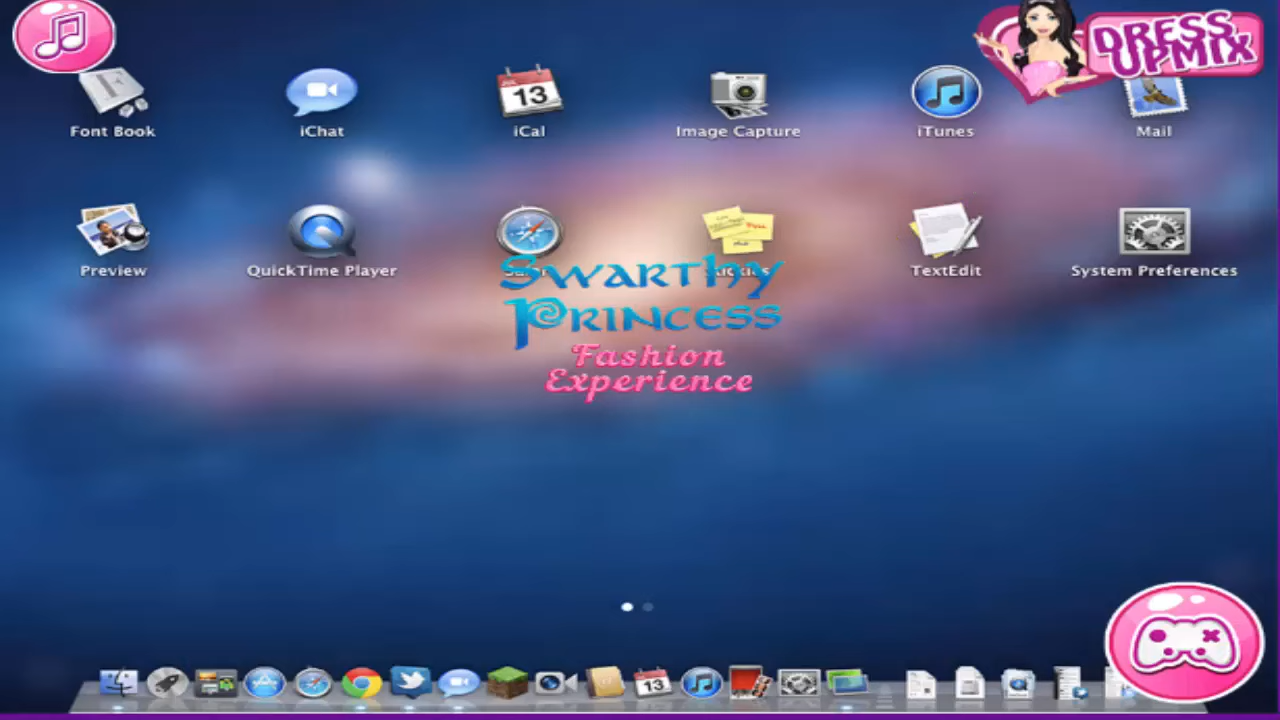 DRESS
UPMIX
Font Book
iChat
13
iCal
Image Capture
iTunes
Mail
Preview
QuickTime Player
TextEdit
System Preferences
Swarthy
Princess
Fashion
Experience
13